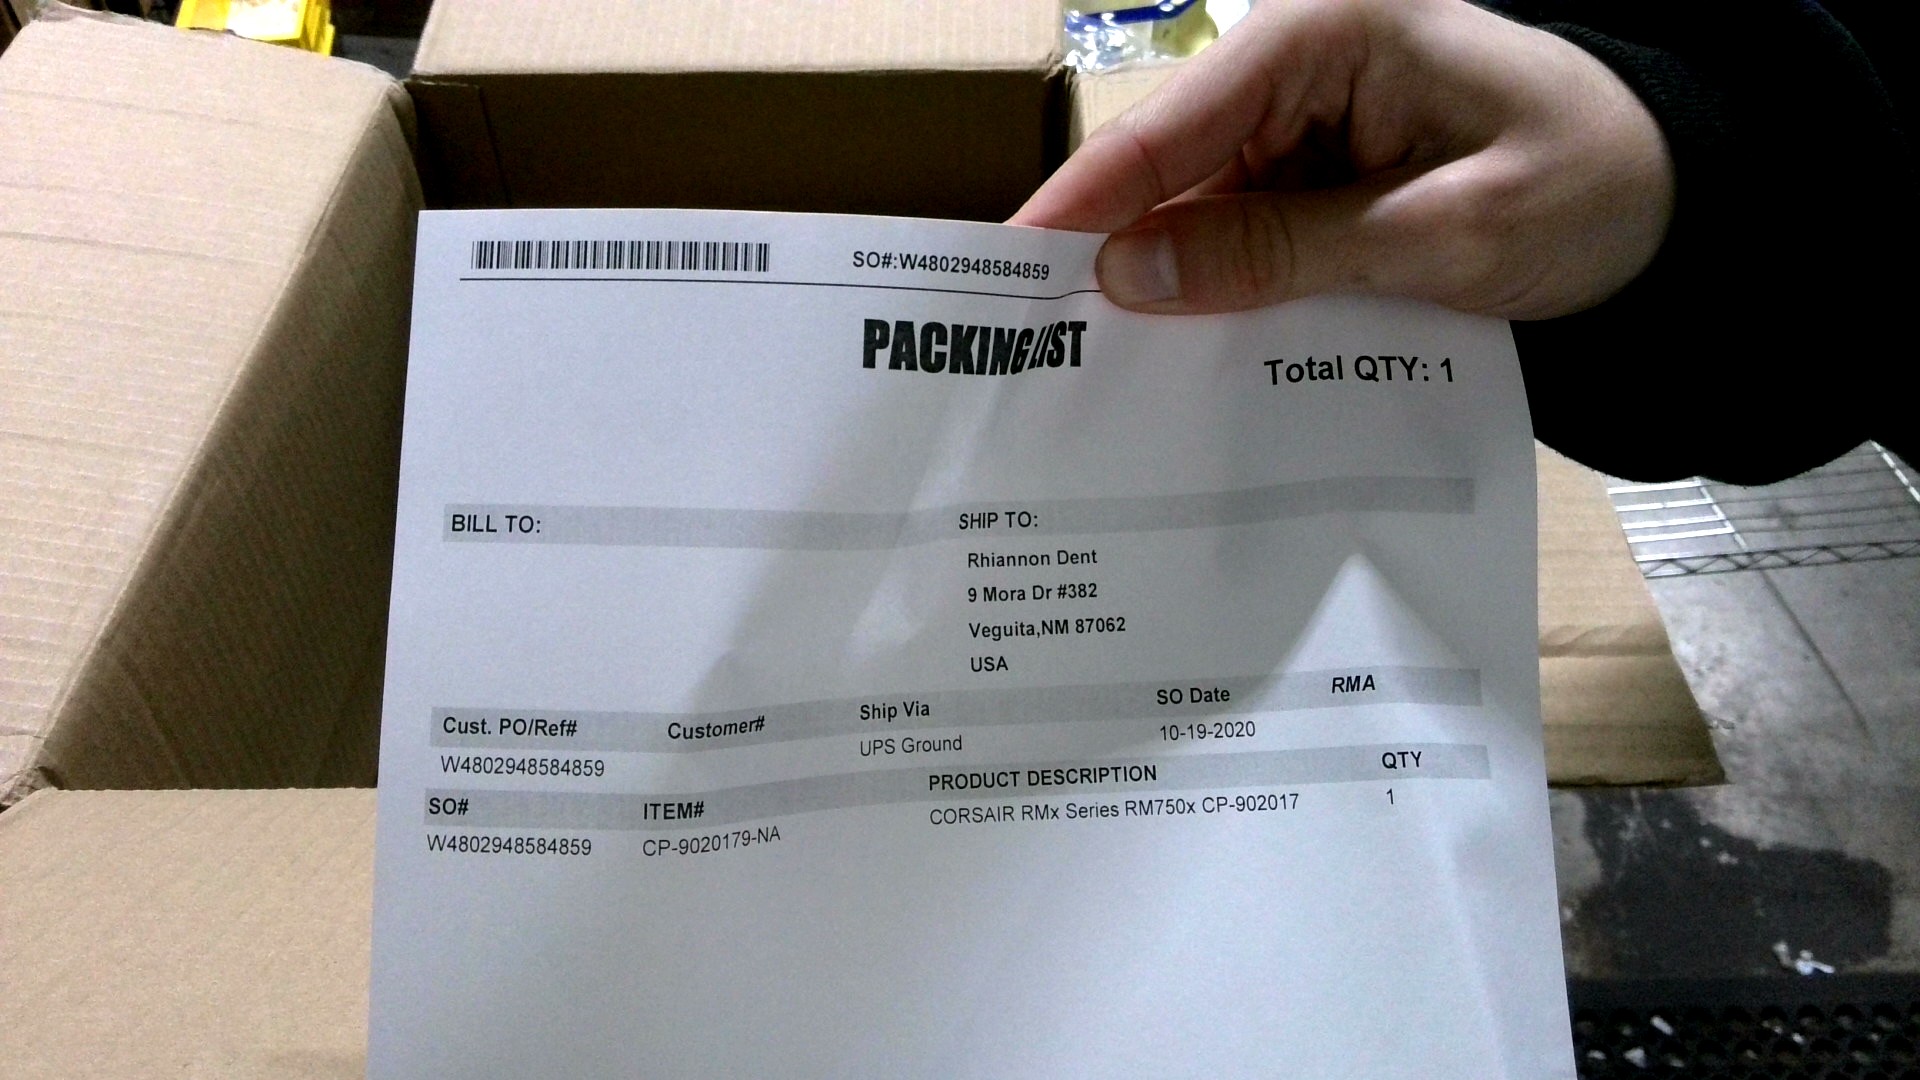 SO#:W4802948584859
PACKING LIST
Total QTY: 1
BILL TO:
SHIP TO:
Rhiannon Dent
9 Mora Dr #382
Veguita,NM 87062
USA
Cust. PO/Ref# Customer# Ship Via SO Date RMA
W4802948584859 UPS Ground 10-19-2020
SO# ITEM# PRODUCT DESCRIPTION QTY
W4802948584859 CP-9020179-NA CORSAIR RMx Series RM750x CP-902017 1